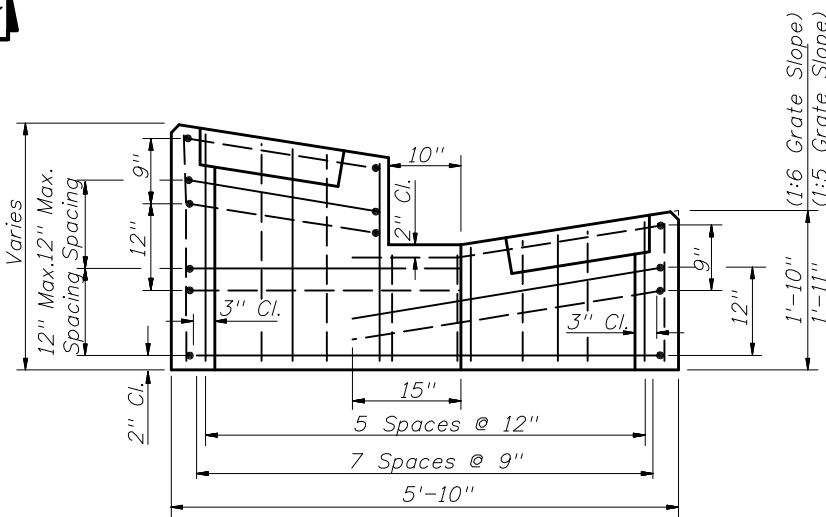 (1:6 Grate Slope)
(1:5 Grate Slope)
10"
9"
2" Cl.
Varies
12" Max. 12" Max.
Spacing Spacing
12"
9"
3" Cl.
3" Cl.
12"
1'-10"
1'-11"
2" Cl.
15"
5 Spaces @ 12"
7 Spaces @ 9"
5'-10"